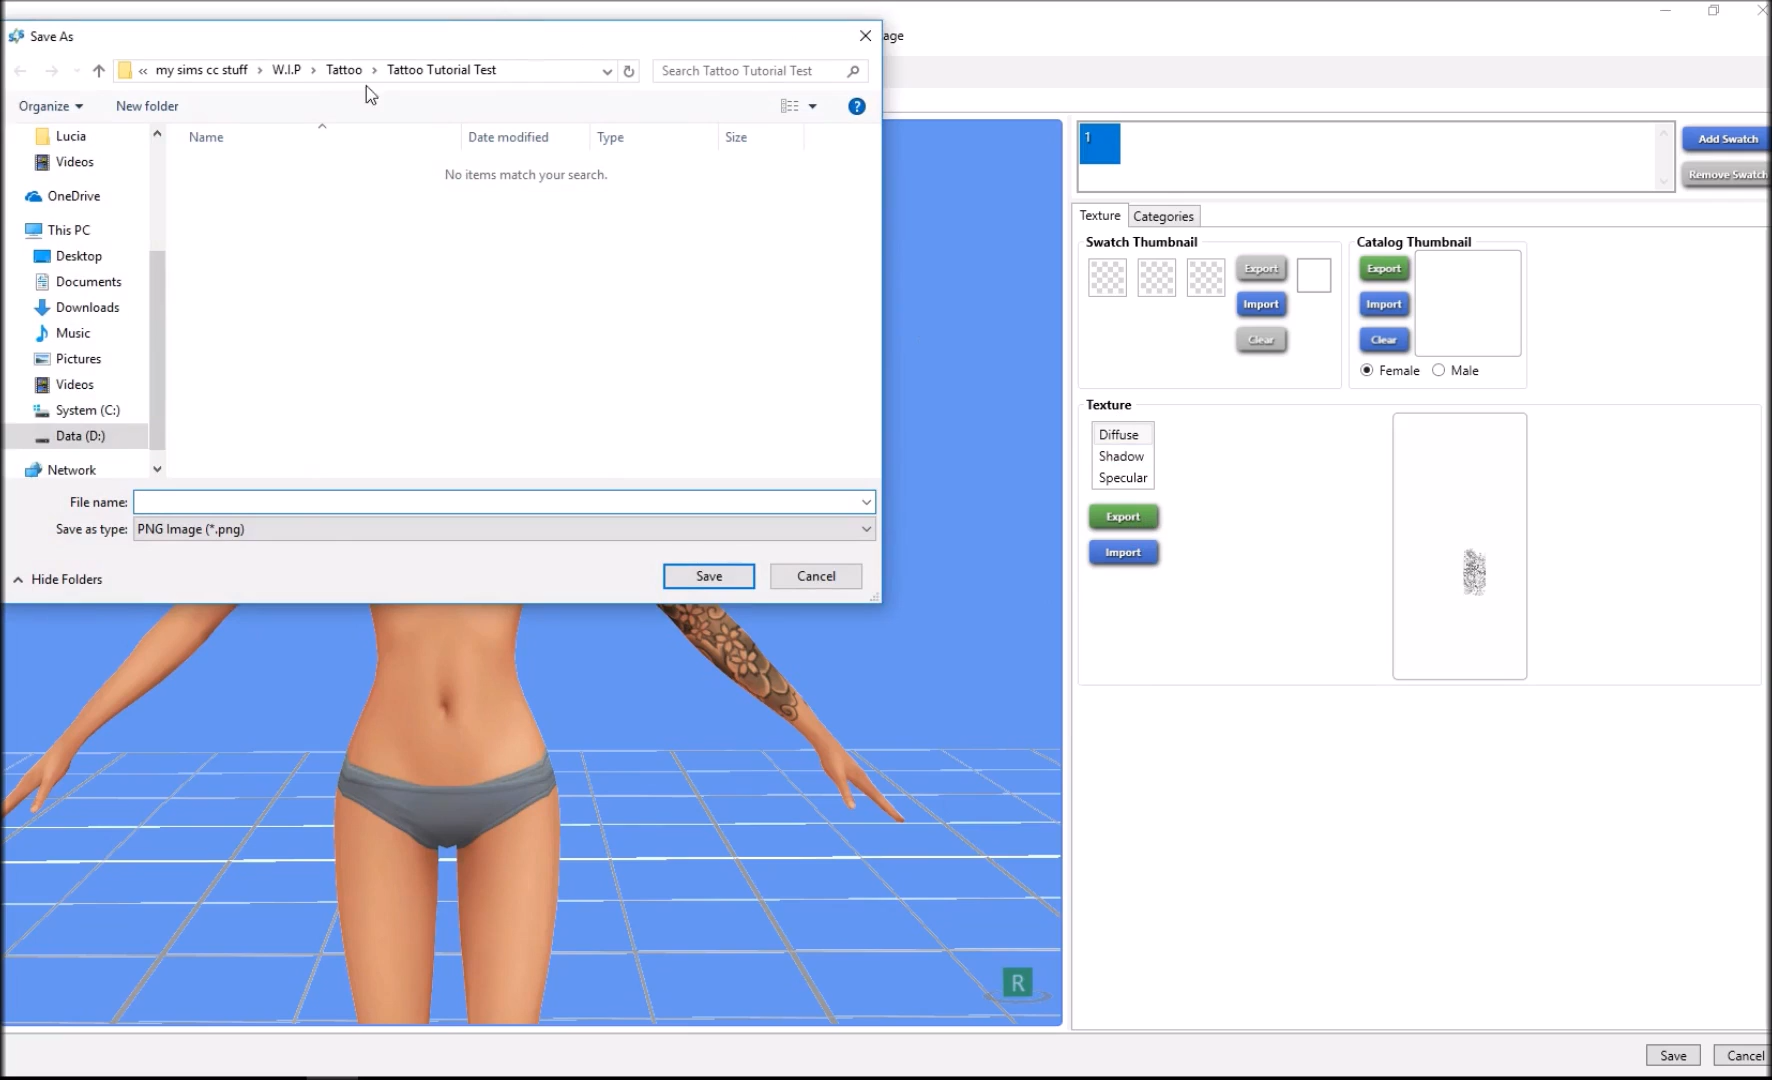 Save As
age
« my sims cc stuff › W.I.P › Tattoo › Tattoo Tutorial Test
Search Tattoo Tutorial Test
Organize
New folder
?
Lucia
Videos
OneDrive
This PC
Desktop
Documents
Downloads
Music
Pictures
Videos
System (C:)
Data (D:)
Network
Name
Date modified
Type
Size
No items match your search.
File name:
Save as type: PNG Image (*.png)
Hide Folders
Save
Cancel
1
Add Swatch
Remove Swatch
Texture
Categories
Swatch Thumbnail
Export
Import
Clear
Catalog Thumbnail
Export
Import
Clear
Female
Male
Texture
Diffuse
Shadow
Specular
Export
Import
R
Save
Cancel